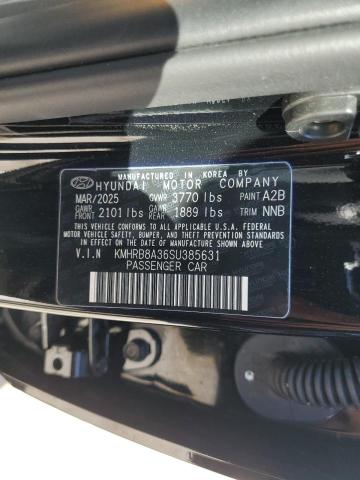 MANUFACTURED IN KOREA BY
HYUNDAI MOTOR COMPANY
MAR/2025 GVWR 3770 lbs PAINT A2B
GAWR FRONT 2101 lbs GAWR REAR 1889 lbs TRIM NNB
THIS VEHICLE CONFORMS TO ALL APPLICABLE
U.S. FEDERAL MOTOR VEHICLE SAFETY, BUMPER,
AND THEFT PREVENTION STANDARDS IN EFFECT
ON THE DATE OF MANUFACTURE SHOWN ABOVE.
V.I.N KMHRB8A36SU385631
PASSENGER CAR